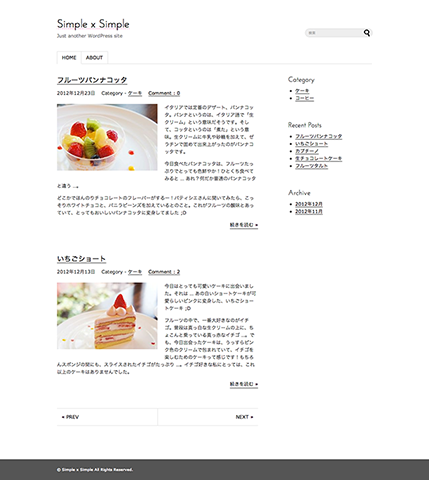 Simple x Simple
Just another WordPress site
検索
HOME
ABOUT
フルーツパンナコッタ
2012年12月23日 Category - ケーキ Comment : 0
イタリアでは定番のデザート、パンナコッ
タ。パンナというのは、イタリア語で「生
クリーム」という意味だそうです。そし
て、コッタというのは「煮た」という意
味。生クリームに牛乳や砂糖を加えて、ゼ
ラチンで固めて出来上がったのがパンナコッ
タです。
今日食べたパンナコッタは、フルーツたっ
ぷりでとっても色鮮やか！ひとくち食べて
みると ... あれ？何だか普通のパンナコッタ
と違う ...。
どこかでほんのりチョコレートのフレーバーがするー！パティシエさんに聞いてみたら、こっ
そりホワイトチョコと、バニラビーンズを加えているとのこと。これがフルーツの酸味とあっ
ていて、とってもおいしいパンナコッタに変身してました ;D
続きを読む »
いちごショート
2012年12月13日 Category - ケーキ Comment : 2
今日はとっても可愛いケーキに出会いまし
た。それは ... あの白いショートケーキが可
愛らしいピンクに変身した、いちごショー
トケーキ ;D
フルーツの中で、一番大好きなのがイチ
ゴ。普段は真っ白な生クリームの上に、ち
ょこんと乗っている真っ赤なイチゴ ...。で
も、今日出会ったケーキは、うっすらピン
ク色のクリームで包まれていて、イチゴを
楽しむためのケーキって感じです！もちろ
んスポンジの間にも、スライスされたイチゴがたっぷり ...。イチゴ好きな私にとっては、これ
以上のケーキはありませんでした。
続きを読む »
« PREV
NEXT »
Category
ケーキ
コーヒー
Recent Posts
フルーツパンナコッタ
いちごショート
カプチーノ
生チョコレートケーキ
フルーツタルト
Archive
2012年12月
2012年11月
© Simple x Simple All Rights Reserved.